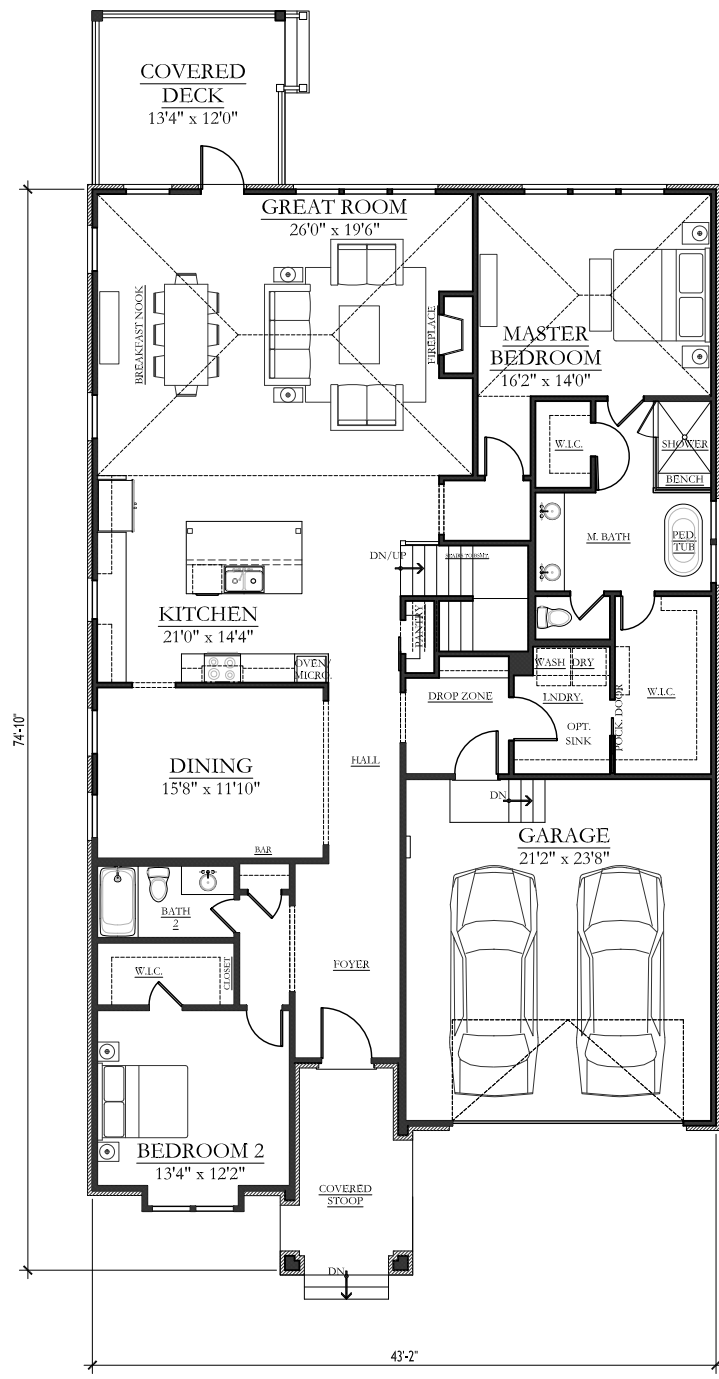 COVERED
DECK
13'4" x 12'0"
GREAT ROOM
26'0" x 19'6"
BREAKFAST NOOK
FIREPLACE
MASTER
BEDROOM
16'2" x 14'0"
W.I.C.
SHOWER
BENCH
M. BATH
PED.
TUB
DN/UP
STAIRS TO BSMT.
KITCHEN
21'0" x 14'4"
PANTRY
OVEN/
MICRO.
WASH
DRY
DROP ZONE
LNDRY.
W.I.C.
POCK. DOOR
OPT.
SINK
74'-10"
DINING
15'8" x 11'10"
HALL
BAR
DN
GARAGE
21'2" x 23'8"
BATH
2
W.I.C.
CLOSET
FOYER
BEDROOM 2
13'4" x 12'2"
COVERED
STOOP
DN
43'-2"